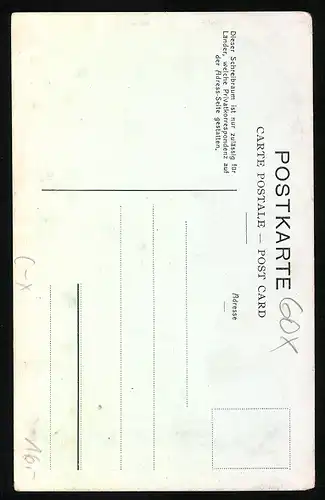 POSTKARTE
CARTE POSTALE — POST CARD
Dieser Schreibraum ist nur zulässig für
Länder, welche Privatkorrespondenz auf
der Adress-Seite gestatten.
Adresse
60X
(-x
16,-